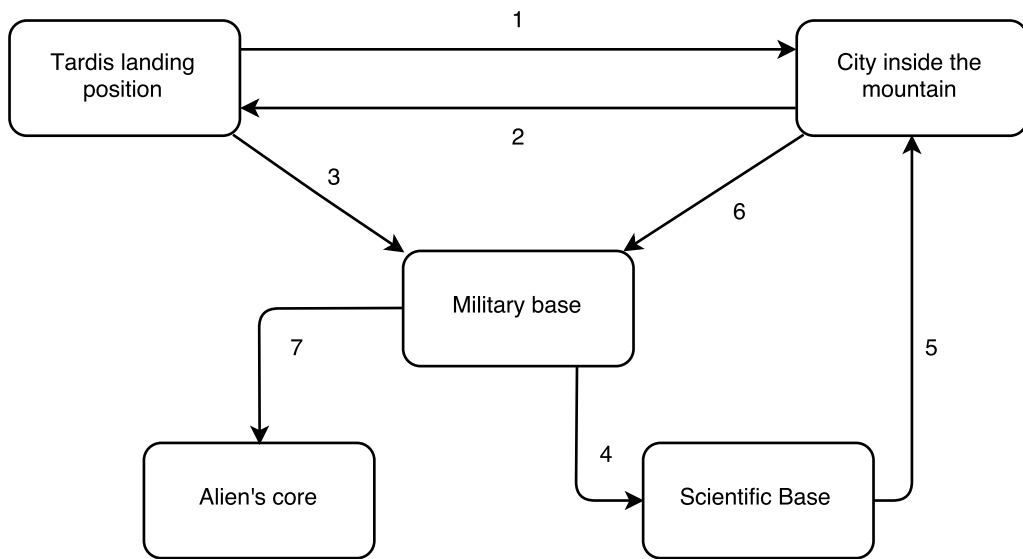 1
Tardis landing
position
City inside the
mountain
2
3
6
Military base
7
5
4
Alien's core
Scientific Base